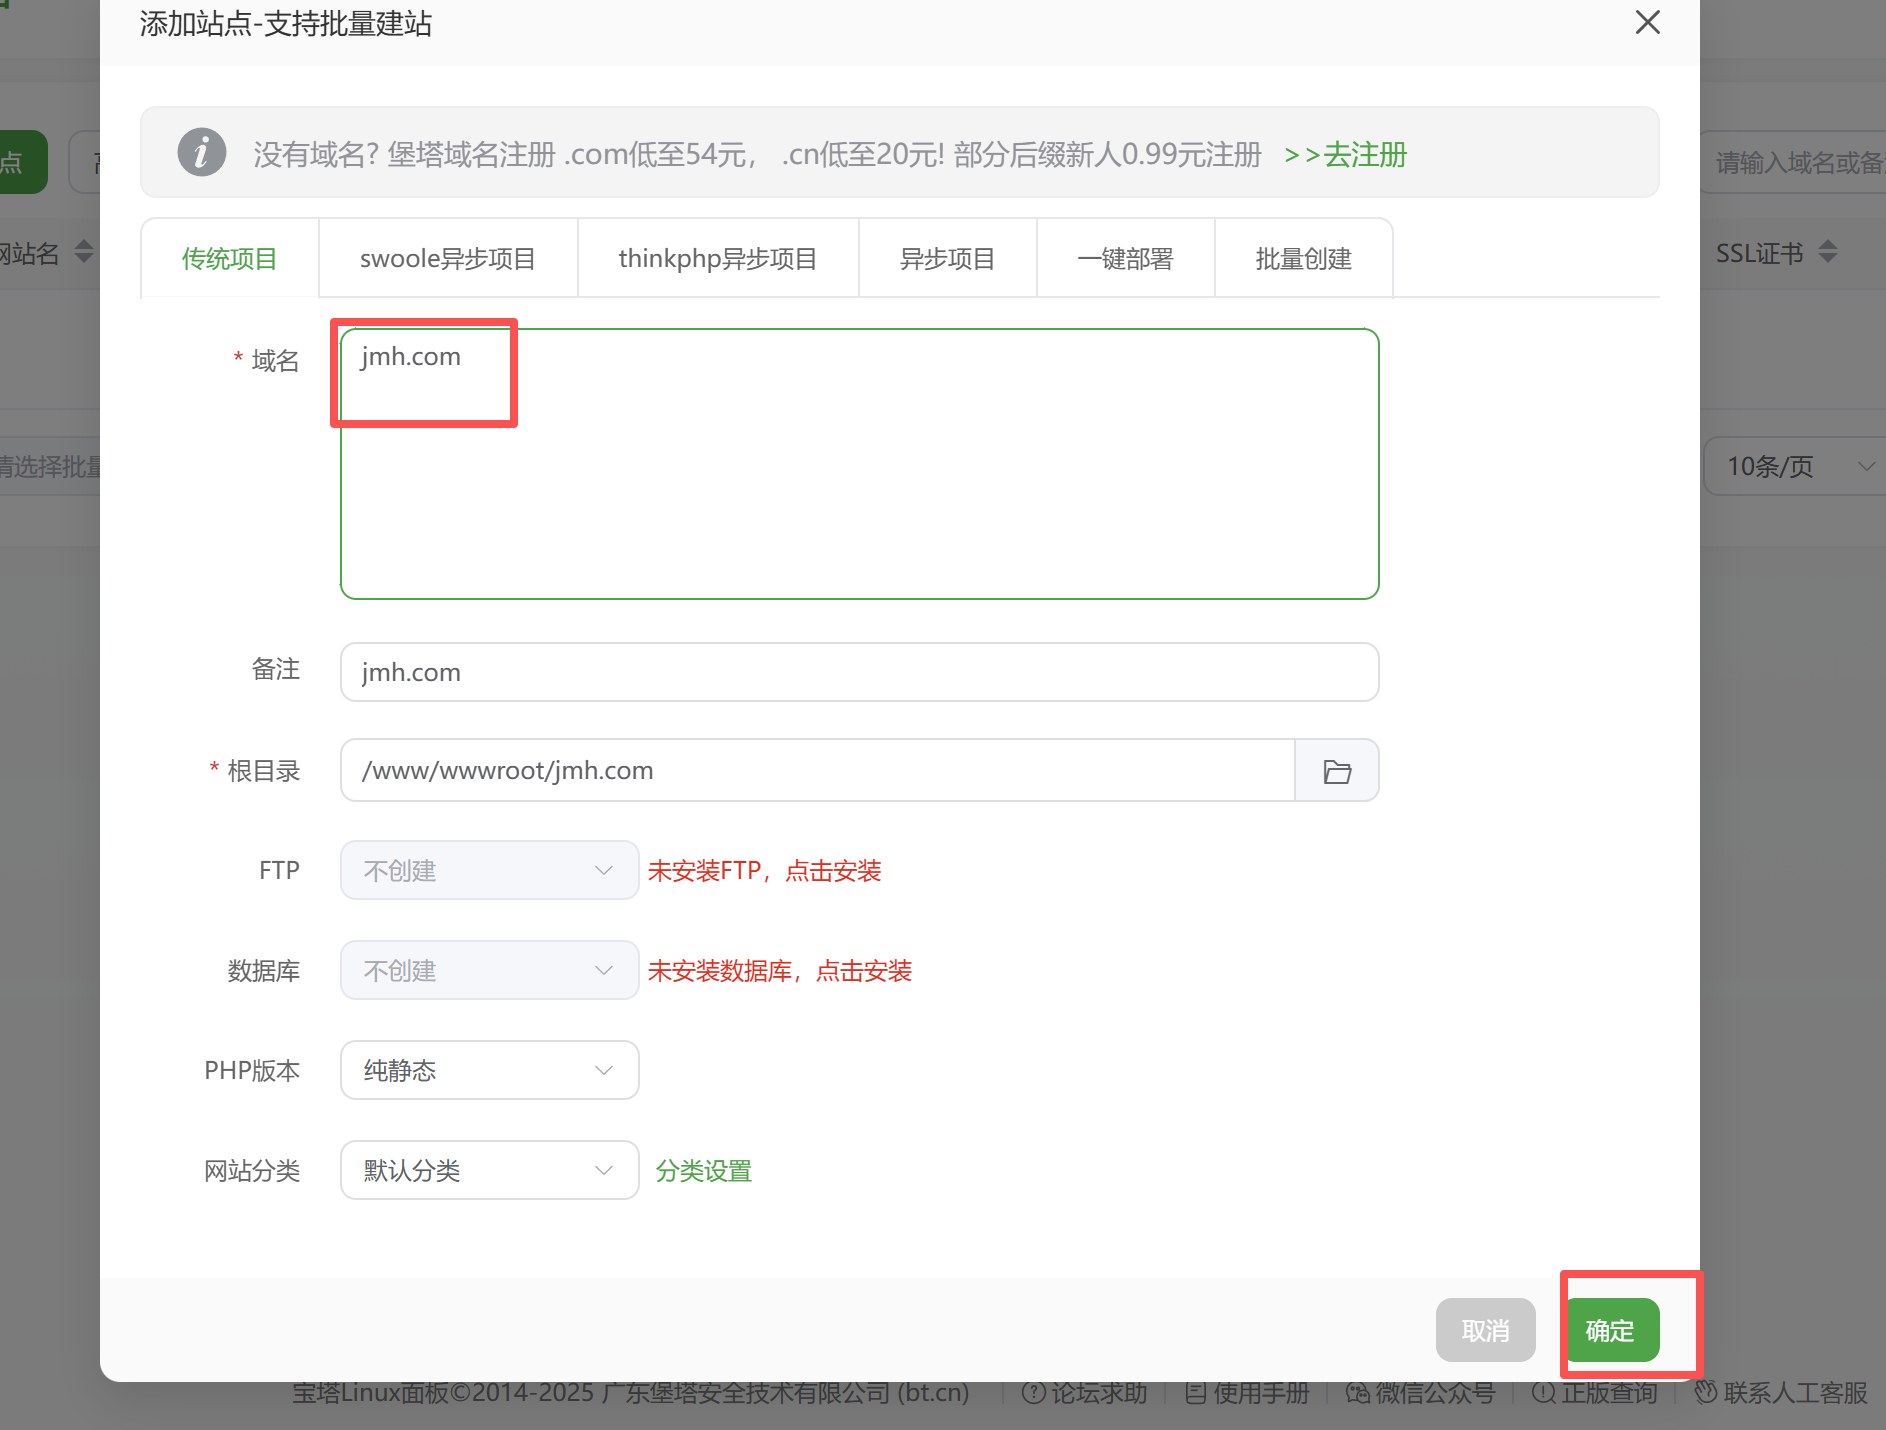 添加站点-支持批量建站
没有域名? 堡塔域名注册 .com低至54元， .cn低至20元! 部分后缀新人0.99元注册 >>去注册
点
请输入域名或备
传统项目
swoole异步项目
thinkphp异步项目
异步项目
一键部署
批量创建
网站名
SSL证书
* 域名
jmh.com
请选择批量
10条/页
备注
jmh.com
* 根目录
/www/wwwroot/jmh.com
FTP
不创建
未安装FTP，点击安装
数据库
不创建
未安装数据库，点击安装
PHP版本
纯静态
网站分类
默认分类
分类设置
取消
确定
宝塔Linux面板©2014-2025 广东堡塔安全技术有限公司 (bt.cn)
论坛求助
使用手册
微信公众号
正版查询
联系人工客服